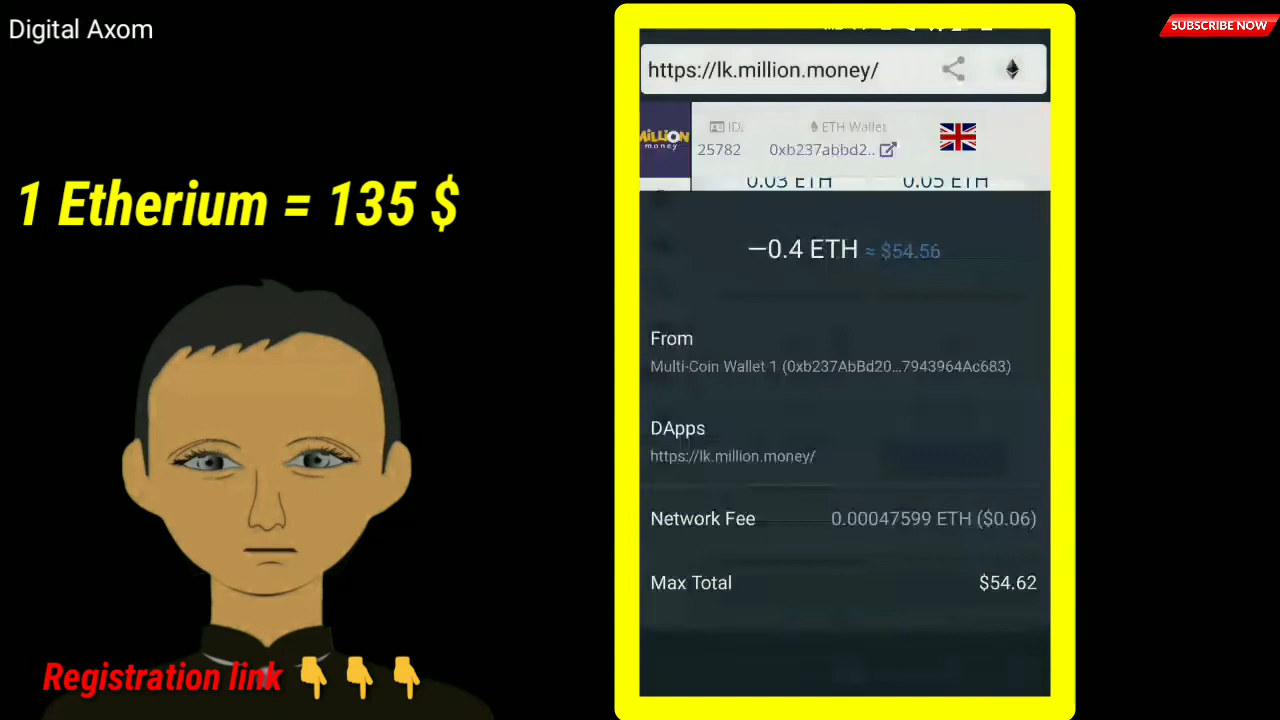 Digital Axom
SUBSCRIBE NOW
1 Etherium = 135 $
Registration link
https://lk.million.money/
MILLION
money
ID.
ETH Wallet
25782
0xb237abbd2..
0.03 ETH
0.05 ETH
−0.4 ETH ≈ $54.56
From
Multi-Coin Wallet 1 (0xb237AbBd20...7943964Ac683)
DApps
https://lk.million.money/
Network Fee
0.00047599 ETH ($0.06)
Max Total
$54.62